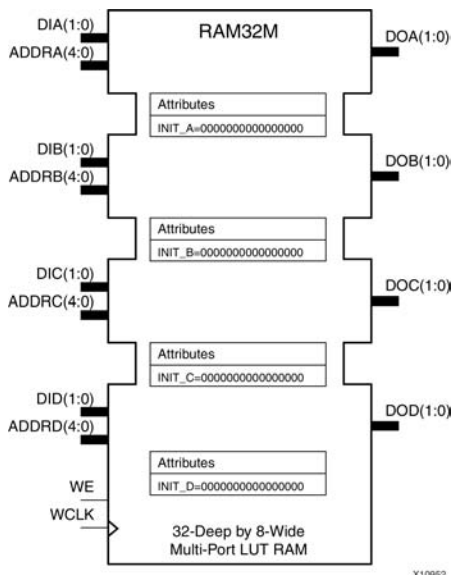 RAM32M
DIA(1:0)
ADDRA(4:0)
DOA(1:0)
Attributes
INIT_A=0000000000000000
DIB(1:0)
ADDRB(4:0)
DOB(1:0)
Attributes
INIT_B=0000000000000000
DIC(1:0)
ADDRC(4:0)
DOC(1:0)
Attributes
INIT_C=0000000000000000
DID(1:0)
ADDRD(4:0)
DOD(1:0)
Attributes
INIT_D=0000000000000000
WE
WCLK
32-Deep by 8-Wide
Multi-Port LUT RAM
X10952